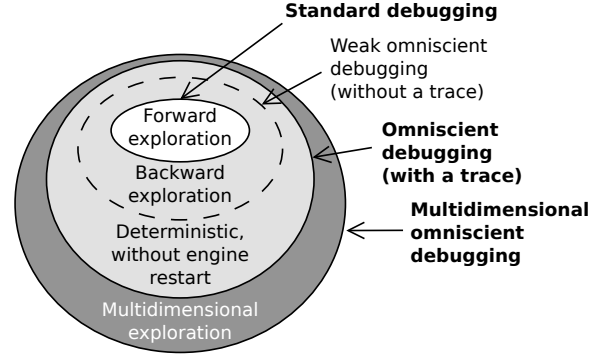 Standard debugging
Weak omniscient
debugging
(without a trace)
Forward
exploration
Omniscient
debugging
(with a trace)
Backward
exploration
Multidimensional
omniscient
debugging
Deterministic,
without engine
restart
Multidimensional
exploration